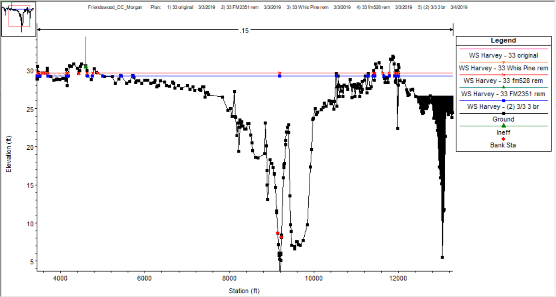 Friendswood_CC_Morgan Plan: 1) 33 original 3/3/2019 2) 33 FM2351 rem 3/3/2019 3) 33 Whis Pine rem 3/3/2019 4) 33 fm528 rem 3/3/2019 5) (2) 3/3 3 br 3/4/2019
.15
Legend
WS Harvey - 33 original
WS Harvey - 33 Whis Pine rem
WS Harvey - 33 fm528 rem
WS Harvey - 33 FM2351 rem
WS Harvey - (2) 3/3 3 br
Ground
Ineff
Bank Sta
35
30
25
20
15
10
5
Elevation (ft)
4000 6000 8000 10000 12000
Station (ft)